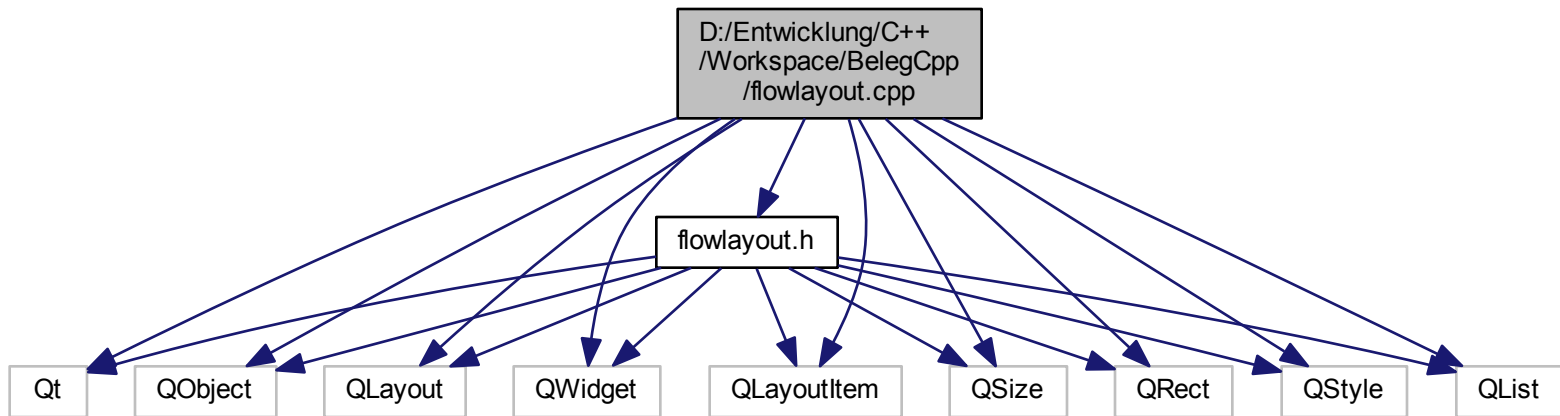 D:/Entwicklung/C++
/Workspace/BelegCpp
/flowlayout.cpp
flowlayout.h
Qt
QObject
QLayout
QWidget
QLayoutItem
QSize
QRect
QStyle
QList